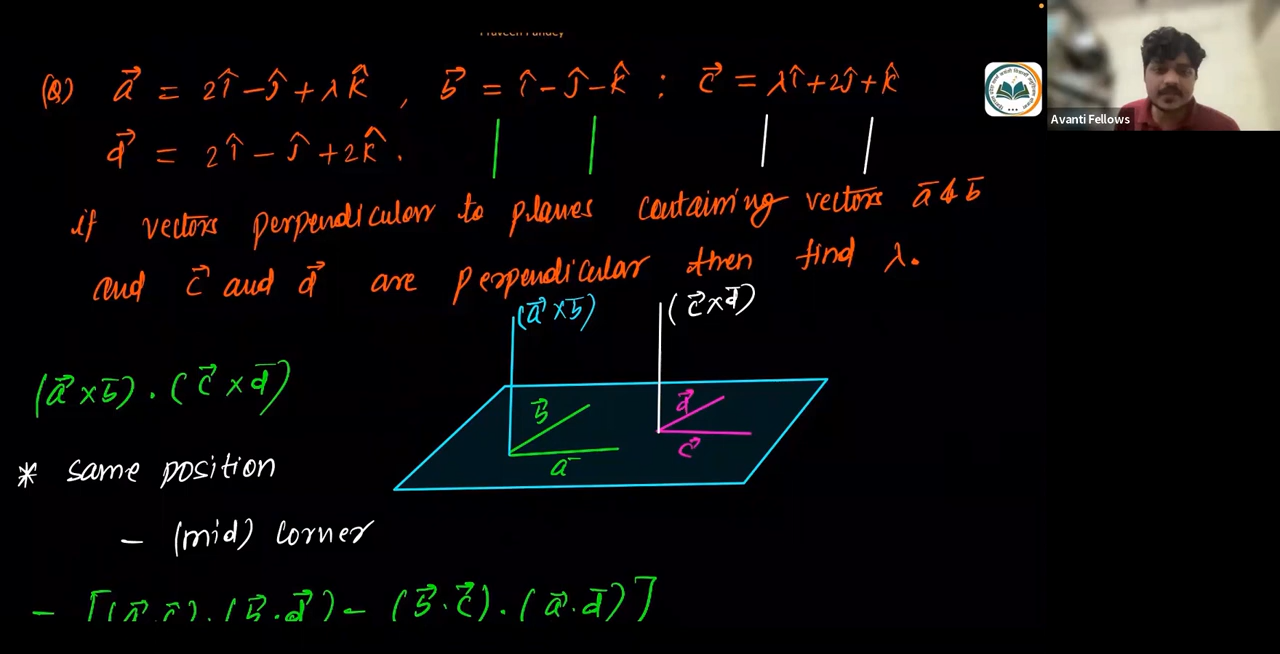 Praveen Pandey
(Q) a⃗ = 2î - ĵ + λk̂ , b⃗ = î - ĵ - k̂ ; c⃗ = λî + 2ĵ + k̂
d⃗ = 2î - ĵ + 2k̂ .
if vectors perpendicular to planes containing vectors a̅ & b̅
and c⃗ and d⃗ are perpendicular then find λ.
(a⃗ × b̅) (c⃗ × d̅)
(a⃗ × b̅) . (c⃗ × d̅)
b⃗ d⃗
a̅ c⃗
* same position
- (mid) corner
- [(a⃗.c⃗).(b⃗.d⃗) - (b⃗.c⃗).(a⃗.d̅)]
Avanti Fellows